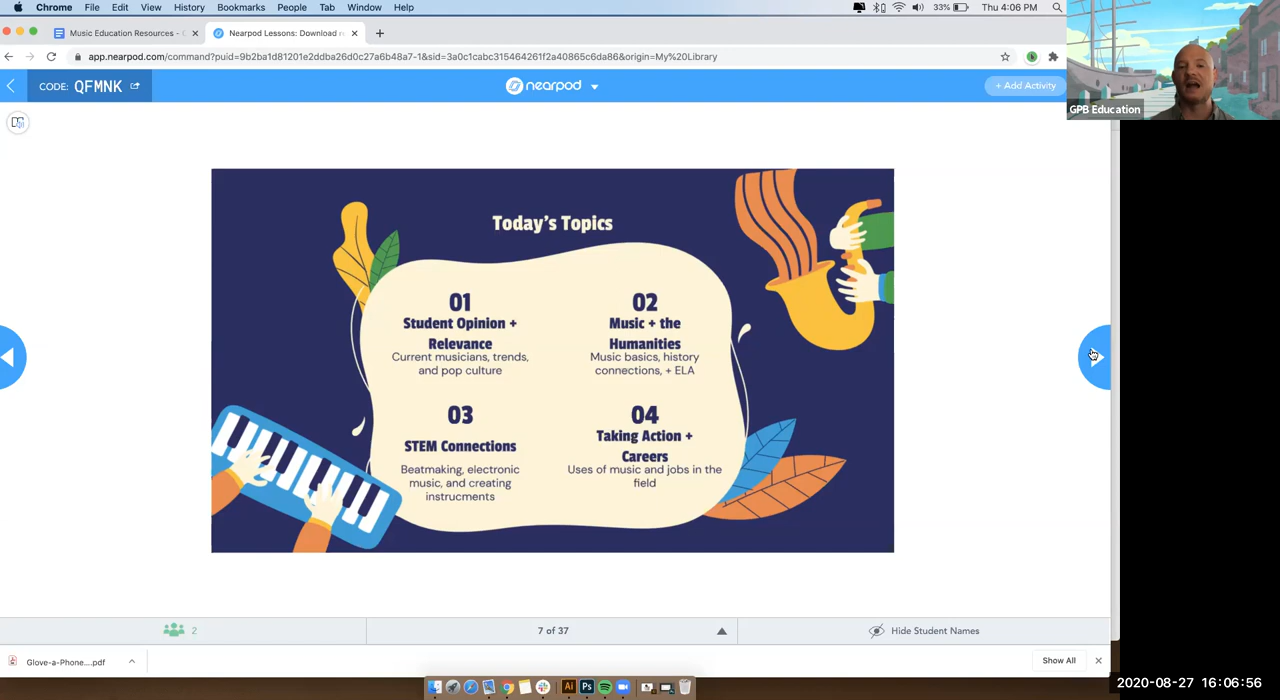 Chrome File Edit View History Bookmarks People Tab Window Help
33% Thu 4:06 PM
Music Education Resources -
Nearpod Lessons: Download
app.nearpod.com/command?puid=9b2ba1d81201e2ddba26d0c27a6b48a7-1&sid=3a0c1cabc315464261f2a40865c6da86&origin=My%20Library
CODE: QFMNK
nearpod
+ Add Activity
GPB Education
Today's Topics
01
Student Opinion +
Relevance
Current musicians, trends,
and pop culture
02
Music + the
Humanities
Music basics, history
connections, + ELA
03
STEM Connections
Beatmaking, electronic
music, and creating
instrucments
04
Taking Action +
Careers
Uses of music and jobs in the
field
2
7 of 37
Hide Student Names
Glove-a-Phone....pdf
Show All
Ai Ps
2020-08-27 16:06:56